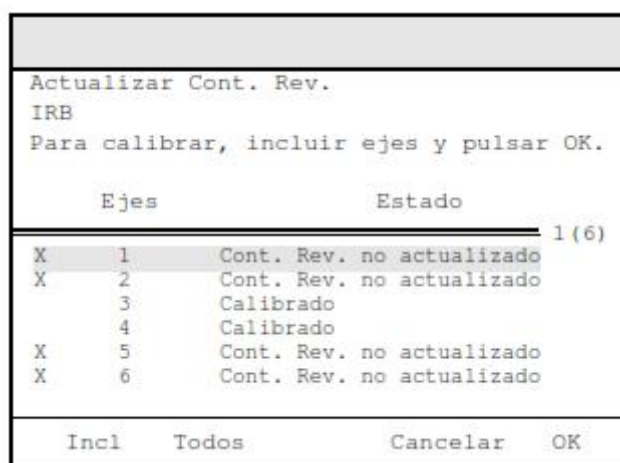 Actualizar Cont. Rev.
IRB
Para calibrar, incluir ejes y pulsar OK.
Ejes Estado
1(6)
X 1 Cont. Rev. no actualizado
X 2 Cont. Rev. no actualizado
3 Calibrado
4 Calibrado
X 5 Cont. Rev. no actualizado
X 6 Cont. Rev. no actualizado
Incl Todos Cancelar OK